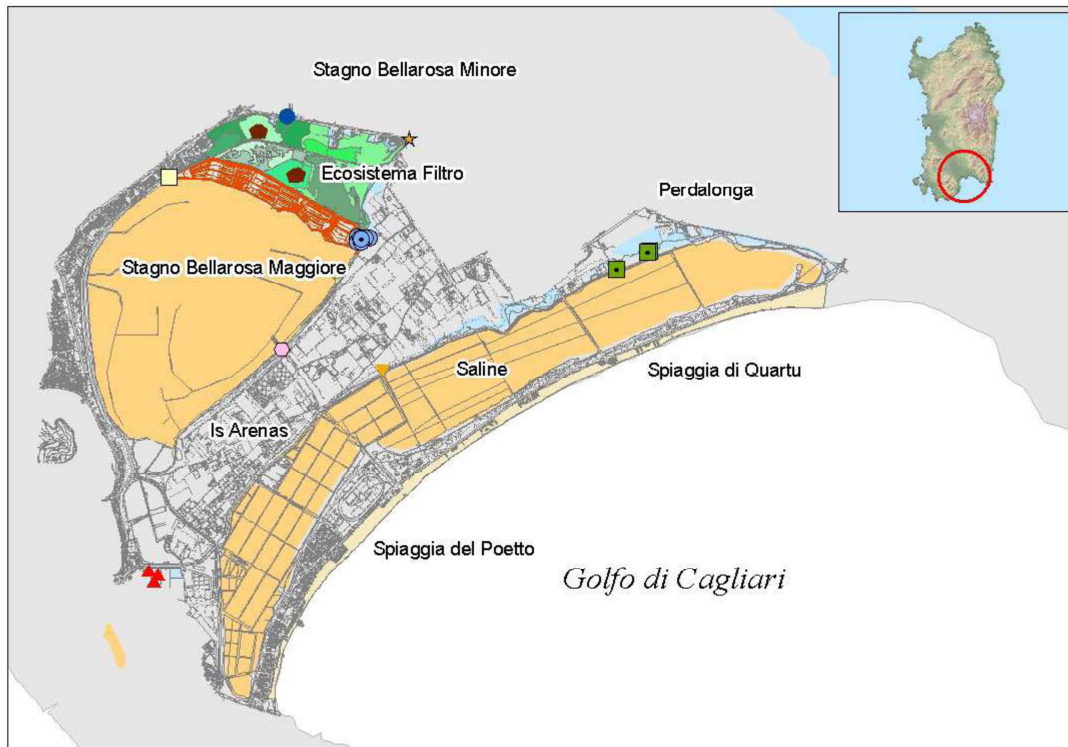 Stagno Bellarosa Minore
Ecosistema Filtro
Perdalonga
Stagno Bellarosa Maggiore
Saline
Spiaggia di Quartu
Is Arenas
Spiaggia del Poetto
Golfo di Cagliari